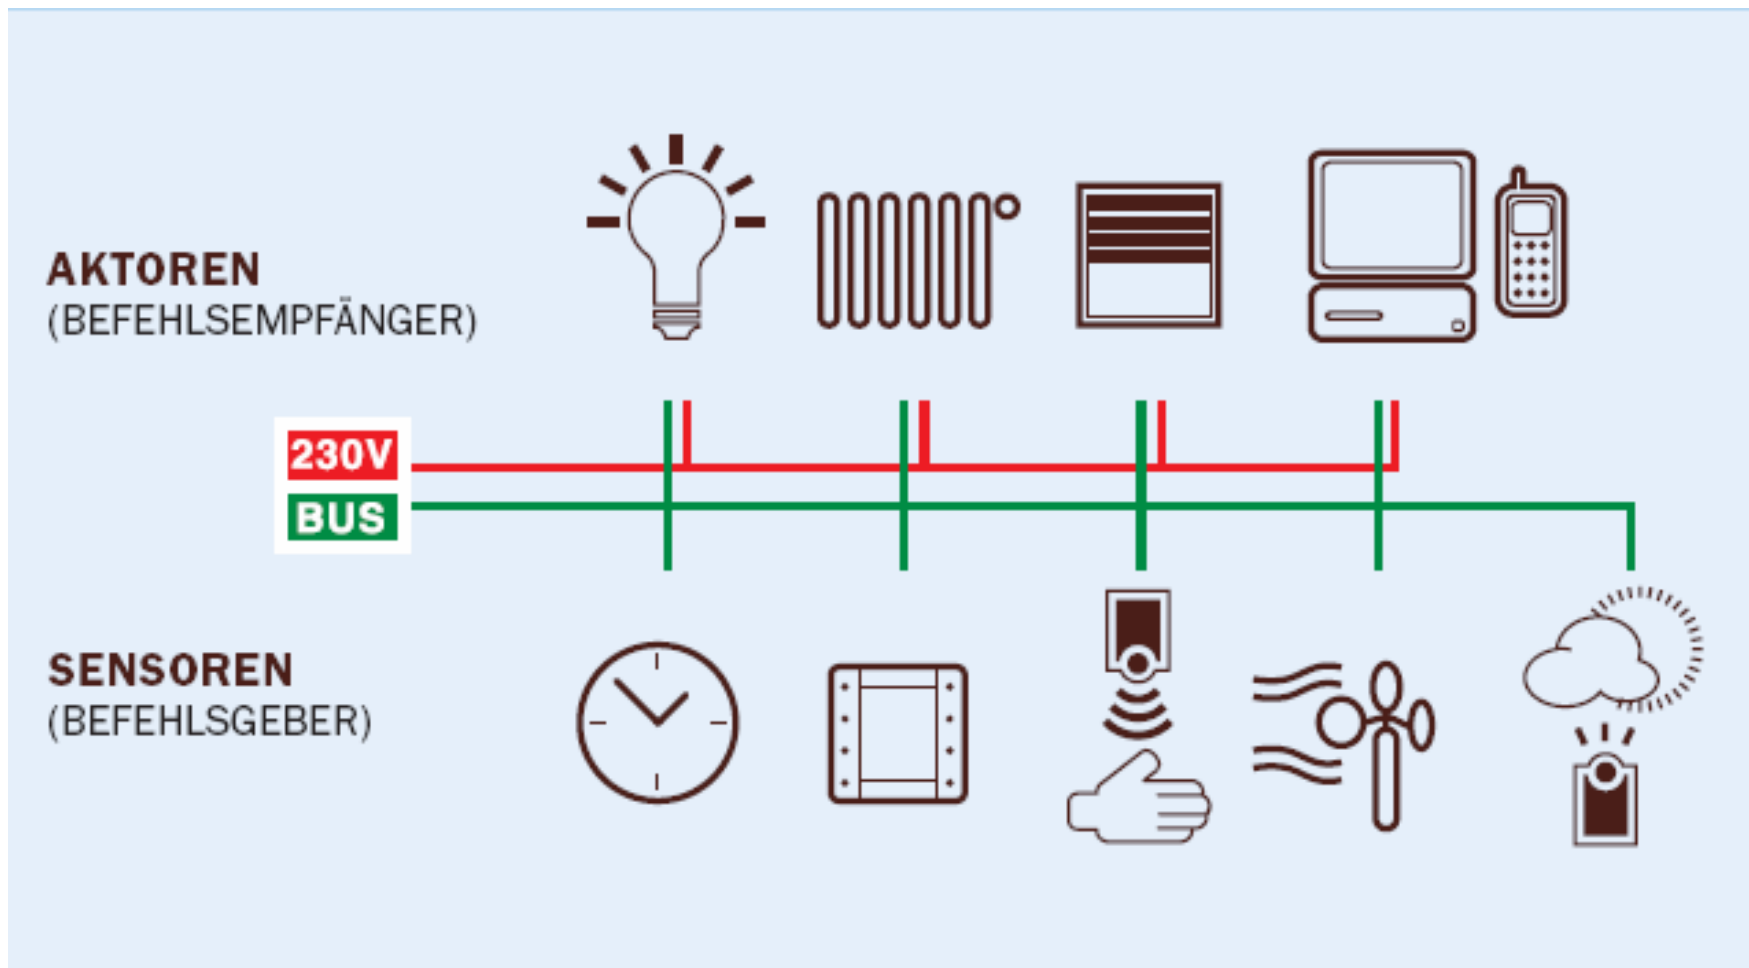 AKTOREN
(BEFEHLSEMPFÄNGER)
230V
BUS
SENSOREN
(BEFEHLSGEBER)